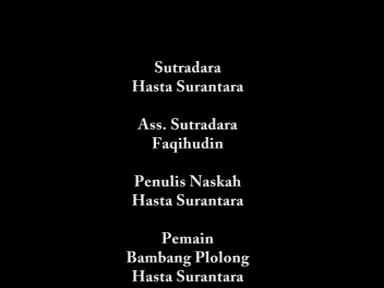 Sutradara
Hasta Surantara
Ass. Sutradara
Faqihudin
Penulis Naskah
Hasta Surantara
Pemain
Bambang Plolong
Hasta Surantara